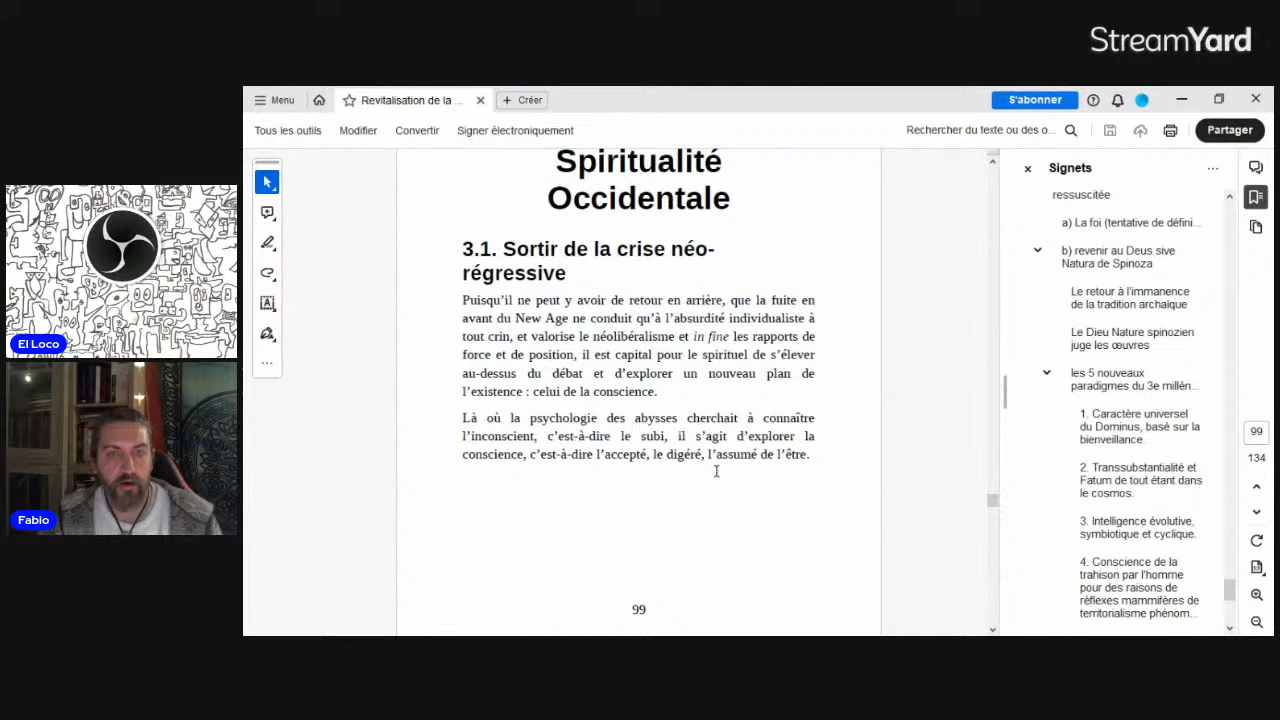 StreamYard
Menu
Revitalisation de la ...
Créer
S'abonner
Tous les outils
Modifier
Convertir
Signer électroniquement
Rechercher du texte ou des o...
Partager
Spiritualité
Occidentale
3.1. Sortir de la crise néo-
régressive
Puisqu’il ne peut y avoir de retour en arrière, que la fuite en
avant du New Age ne conduit qu’à l’absurdité individualiste à
tout crin, et valorise le néolibéralisme et in fine les rapports de
force et de position, il est capital pour le spirituel de s’élever
au-dessus du débat et d’explorer un nouveau plan de
l’existence : celui de la conscience.
Là où la psychologie des abysses cherchait à connaître
l’inconscient, c’est-à-dire le subi, il s’agit d’explorer la
conscience, c’est-à-dire l’accepté, le digéré, l’assumé de l’être.
99
Signets
ressuscitée
a) La foi (tentative de défini...
b) revenir au Deus sive
Natura de Spinoza
Le retour à l'immanence
de la tradition archaïque
Le Dieu Nature spinozien
juge les œuvres
les 5 nouveaux
paradigmes du 3e millén...
1. Caractère universel
du Dominus, basé sur la
bienveillance.
2. Transsubstantialité et
Fatum de tout étant dans
le cosmos.
3. Intelligence évolutive,
symbiotique et cyclique.
4. Conscience de la
trahison par l'homme
pour des raisons de
réflexes mammifères de
territorialisme phénom...
99
134
El Loco
Fabio